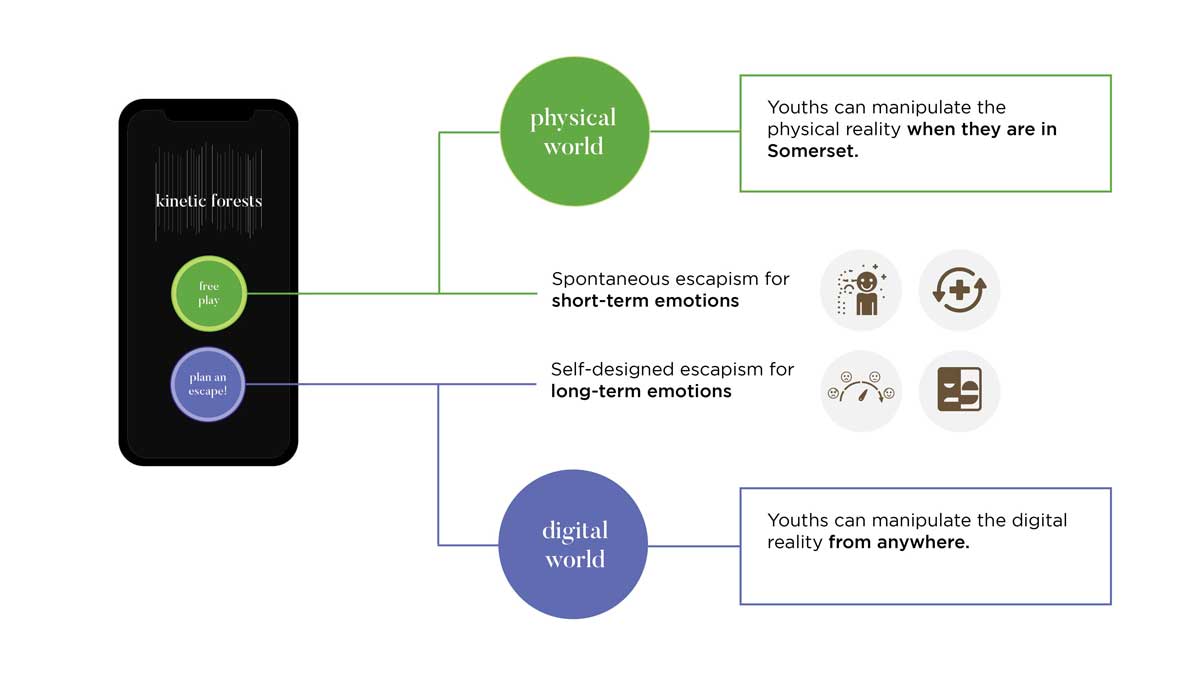 kinetic forests
free
play
plan an
escape!
physical
world
Youths can manipulate the
physical reality when they are in
Somerset.
Spontaneous escapism for
short-term emotions
Self-designed escapism for
long-term emotions
digital
world
Youths can manipulate the digital
reality from anywhere.